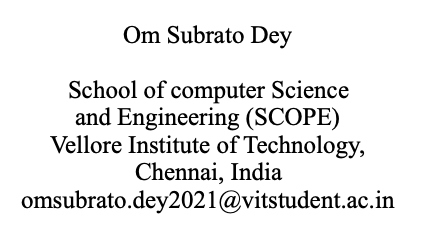 Om Subrato Dey
School of computer Science
and Engineering (SCOPE)
Vellore Institute of Technology,
Chennai, India
omsubrato.dey2021@vitstudent.ac.in